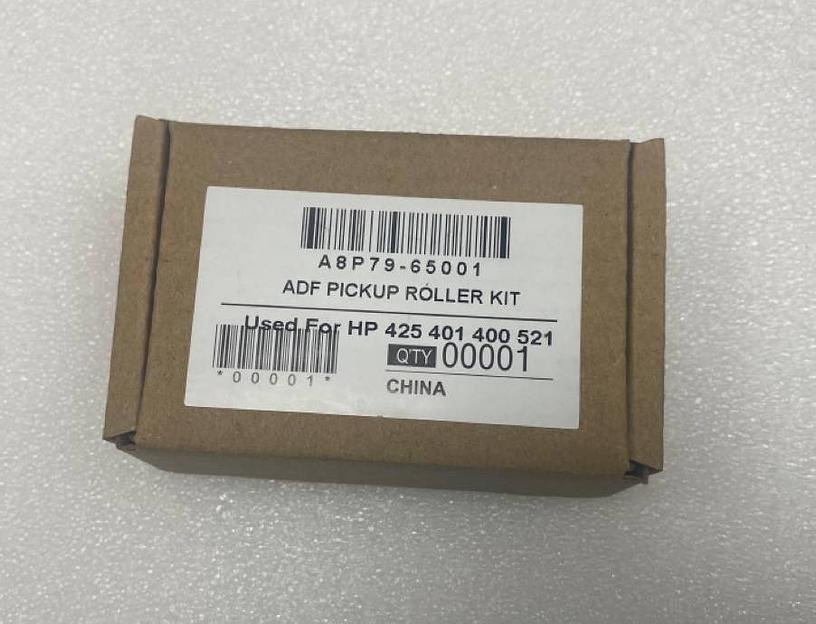 A8P79-65001
ADF PICKUP ROLLER KIT
Used For HP 425 401 400 521
QTY 00001
*00001*
CHINA